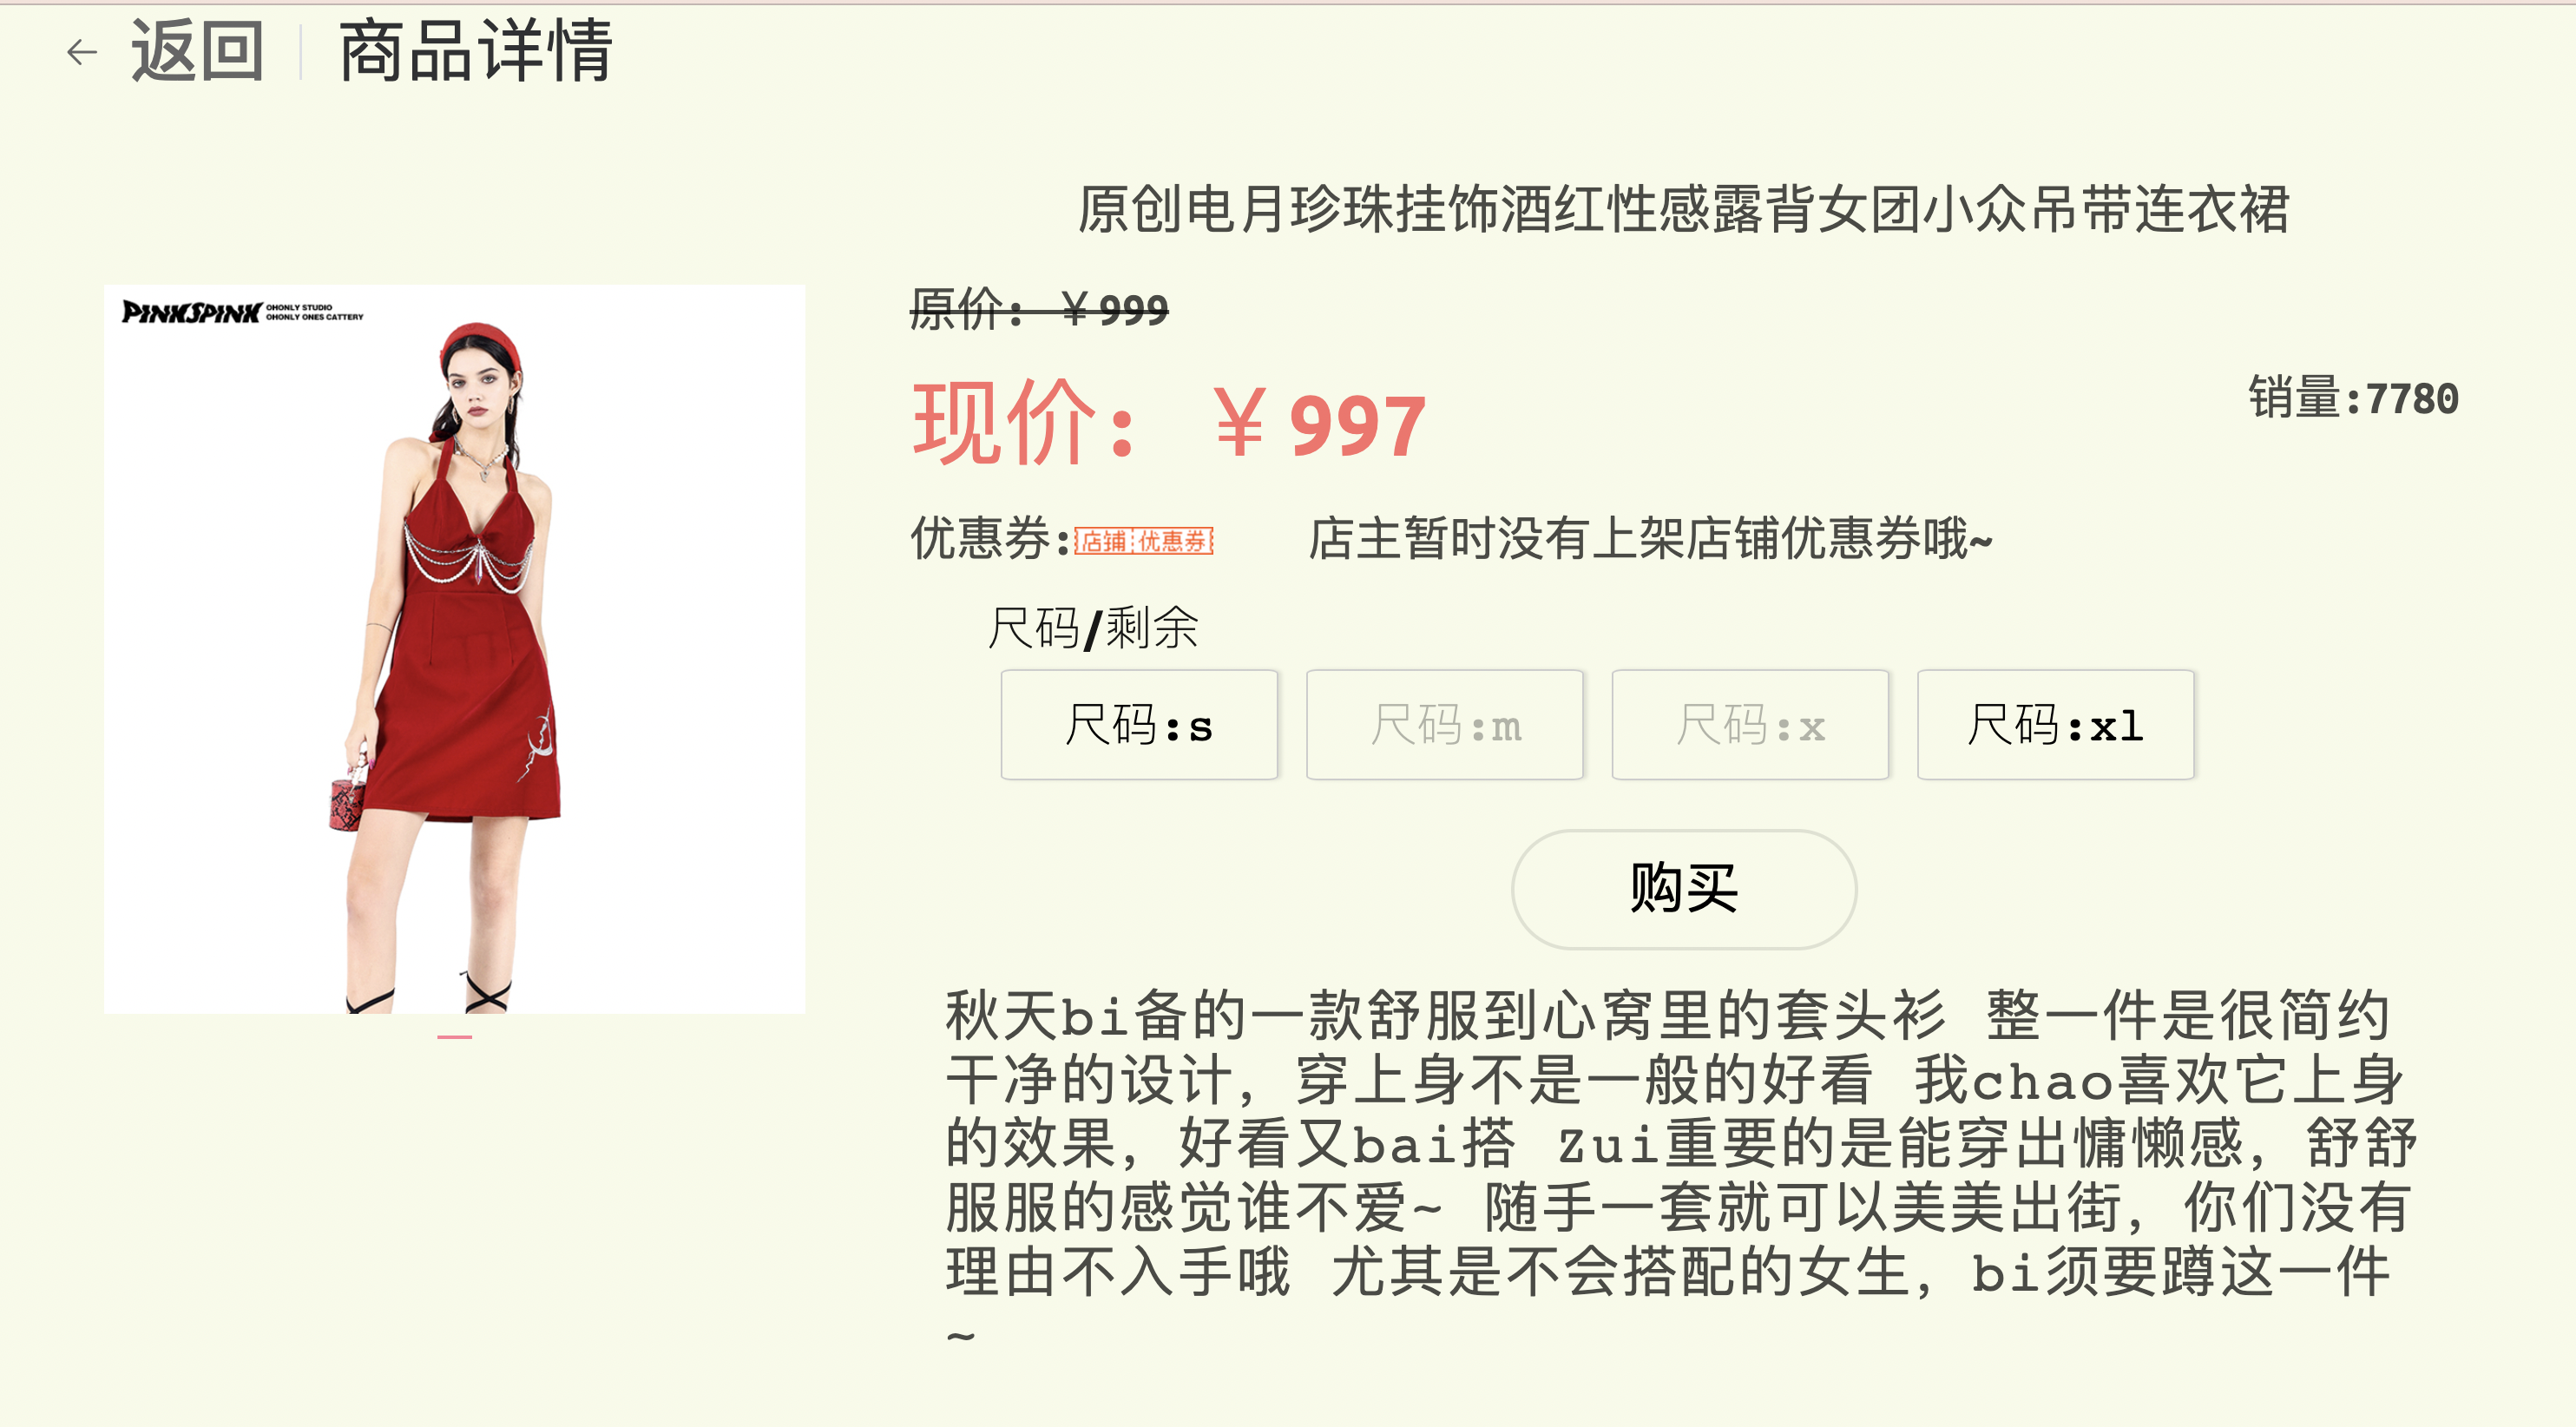 ← 返回 | 商品详情
原创电月珍珠挂饰酒红性感露背女团小众吊带连衣裙
PINKSPINK OHONLY STUDIO
OHONLY ONES CATTERY
原价：￥999
现价：￥997
销量:7780
优惠券:店铺 优惠券 店主暂时没有上架店铺优惠券哦~
尺码/剩余
尺码:s 尺码:m 尺码:x 尺码:xl
购买
秋天bi备的一款舒服到心窝里的套头衫 整一件是很简约
干净的设计，穿上身不是一般的好看 我chao喜欢它上身
的效果，好看又bai搭 Zui重要的是能穿出慵懒感，舒舒
服服的感觉谁不爱~ 随手一套就可以美美出街，你们没有
理由不入手哦 尤其是不会搭配的女生，bi须要蹲这一件
~